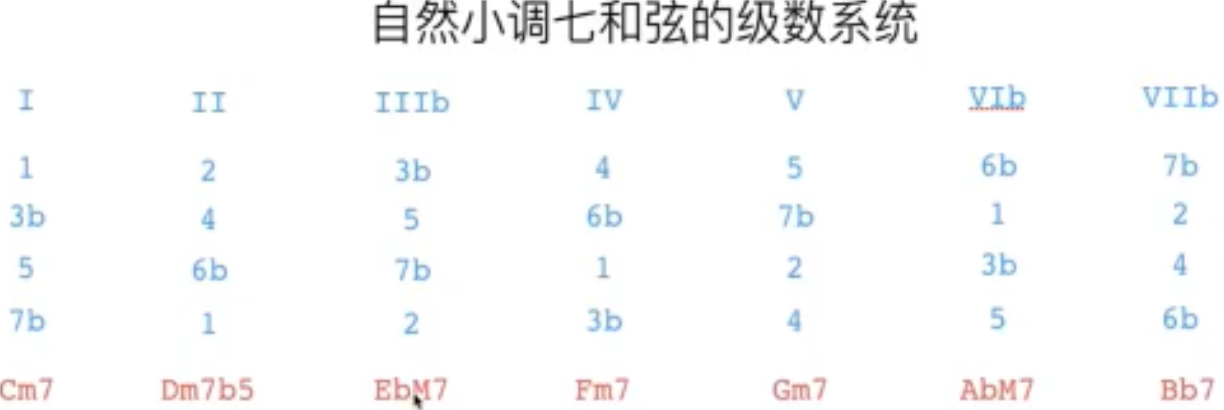 自然小调七和弦的级数系统
I II IIIb IV V VIb VIIb
1 2 3b 4 5 6b 7b
3b 4 5 6b 7b 1 2
5 6b 7b 1 2 3b 4
7b 1 2 3b 4 5 6b
Cm7 Dm7b5 EbM7 Fm7 Gm7 AbM7 Bb7